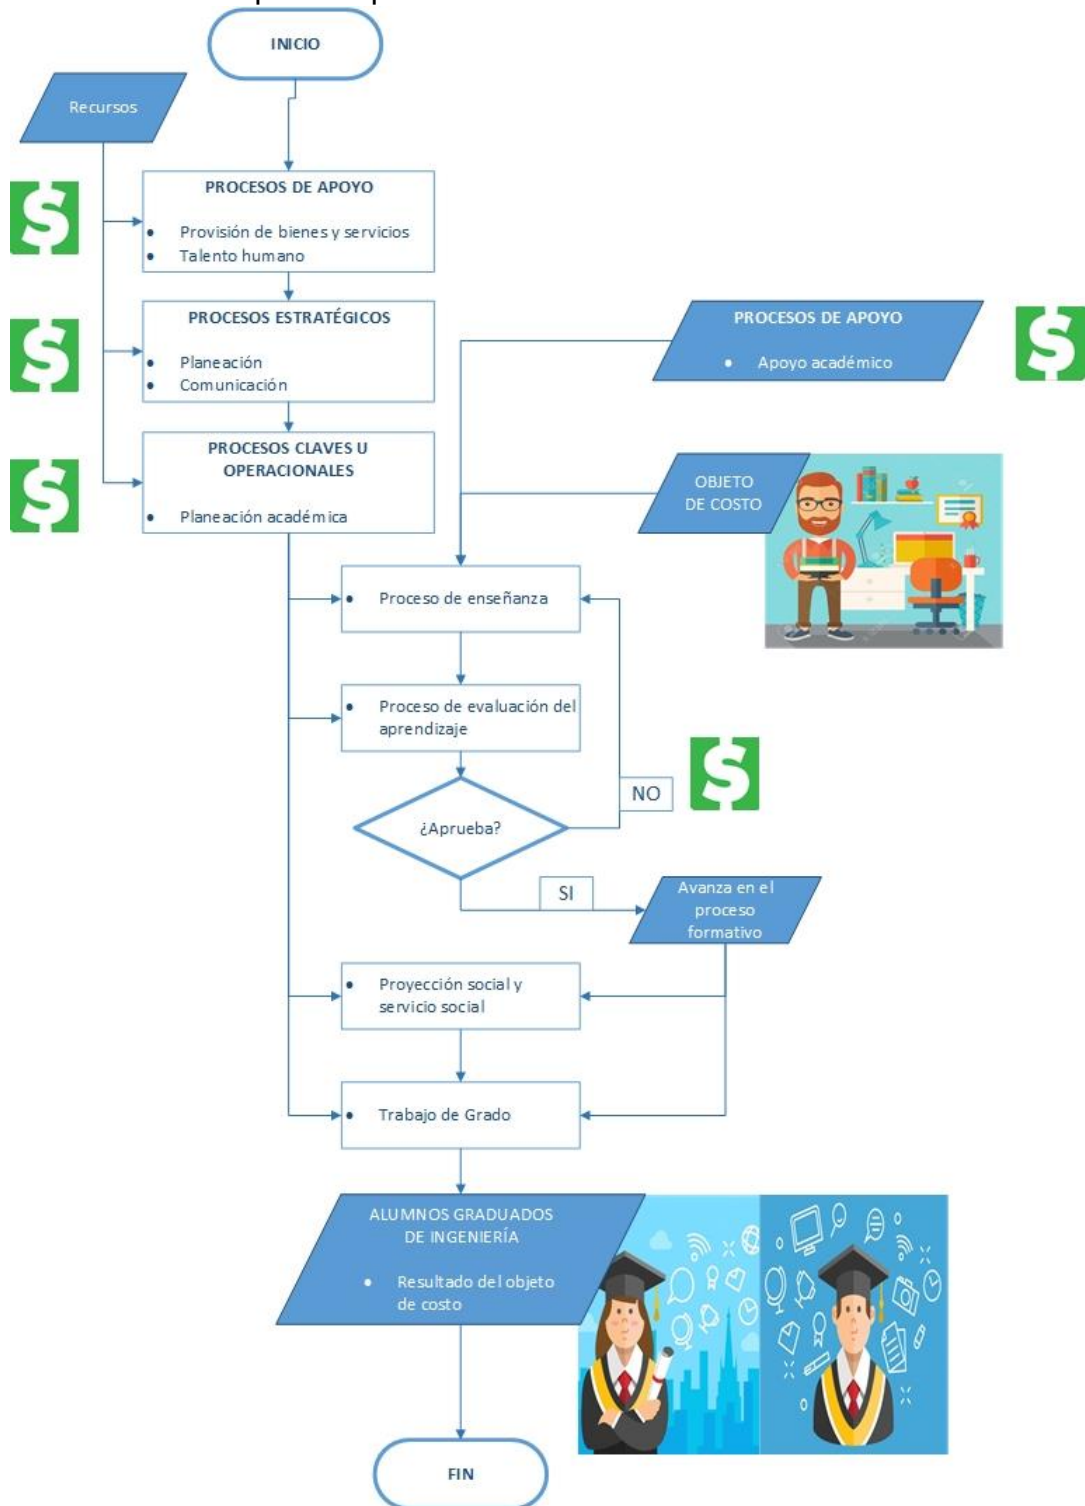 INICIO
Recursos
PROCESOS DE APOYO
• Provisión de bienes y servicios
• Talento humano
PROCESOS ESTRATÉGICOS
• Planeación
• Comunicación
PROCESOS DE APOYO
• Apoyo académico
PROCESOS CLAVES U
OPERACIONALES
• Planeación académica
OBJETO
DE COSTO
• Proceso de enseñanza
• Proceso de evaluación del
aprendizaje
NO
¿Aprueba?
SI
Avanza en el
proceso
formativo
• Proyección social y
servicio social
• Trabajo de Grado
ALUMNOS GRADUADOS
DE INGENIERÍA
• Resultado del objeto
de costo
FIN